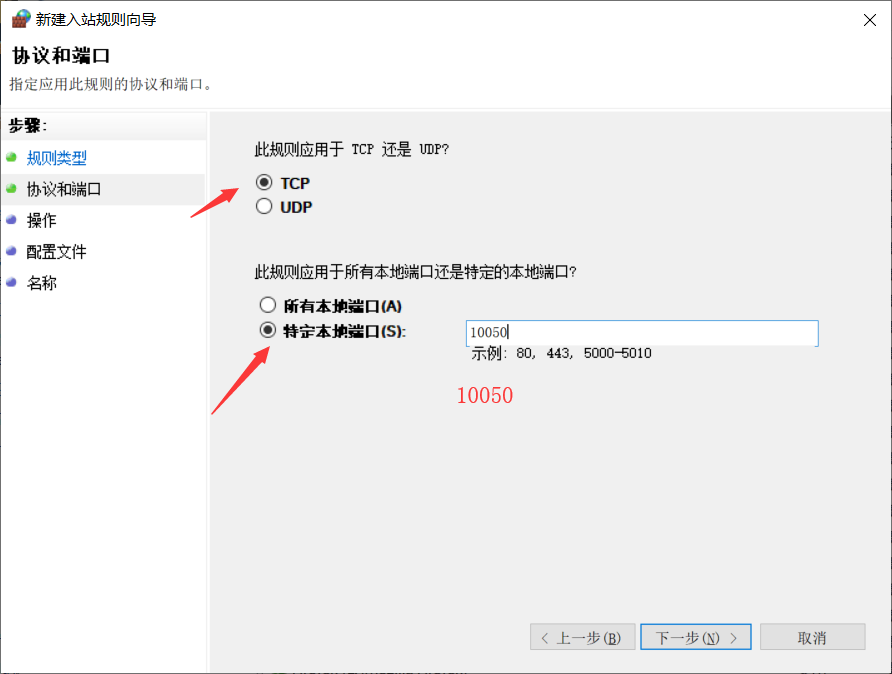 新建入站规则向导
协议和端口
指定应用此规则的协议和端口。
步骤:
规则类型
协议和端口
操作
配置文件
名称
此规则应用于 TCP 还是 UDP?
TCP
UDP
此规则应用于所有本地端口还是特定的本地端口?
所有本地端口(A)
特定本地端口(S): 10050
示例: 80, 443, 5000-5010
10050
< 上一步(B) 下一步(N) > 取消